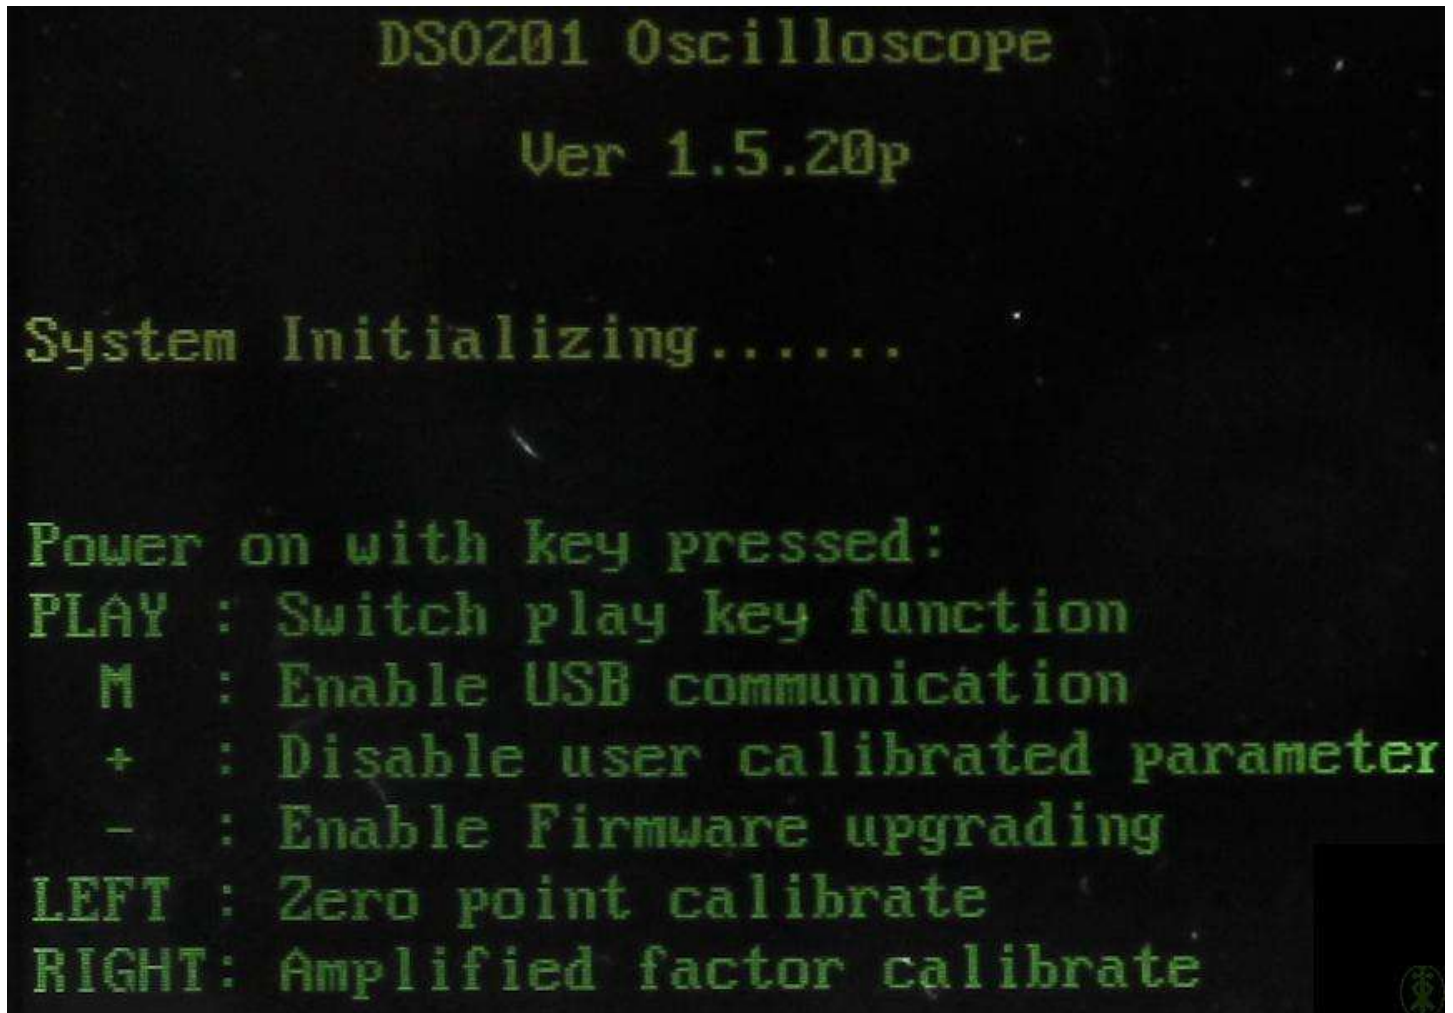 DSO201 Oscilloscope
Ver 1.5.20p
System Initializing......
Power on with key pressed:
PLAY : Switch play key function
M : Enable USB communication
+ : Disable user calibrated parameter
- : Enable Firmware upgrading
LEFT : Zero point calibrate
RIGHT: Amplified factor calibrate